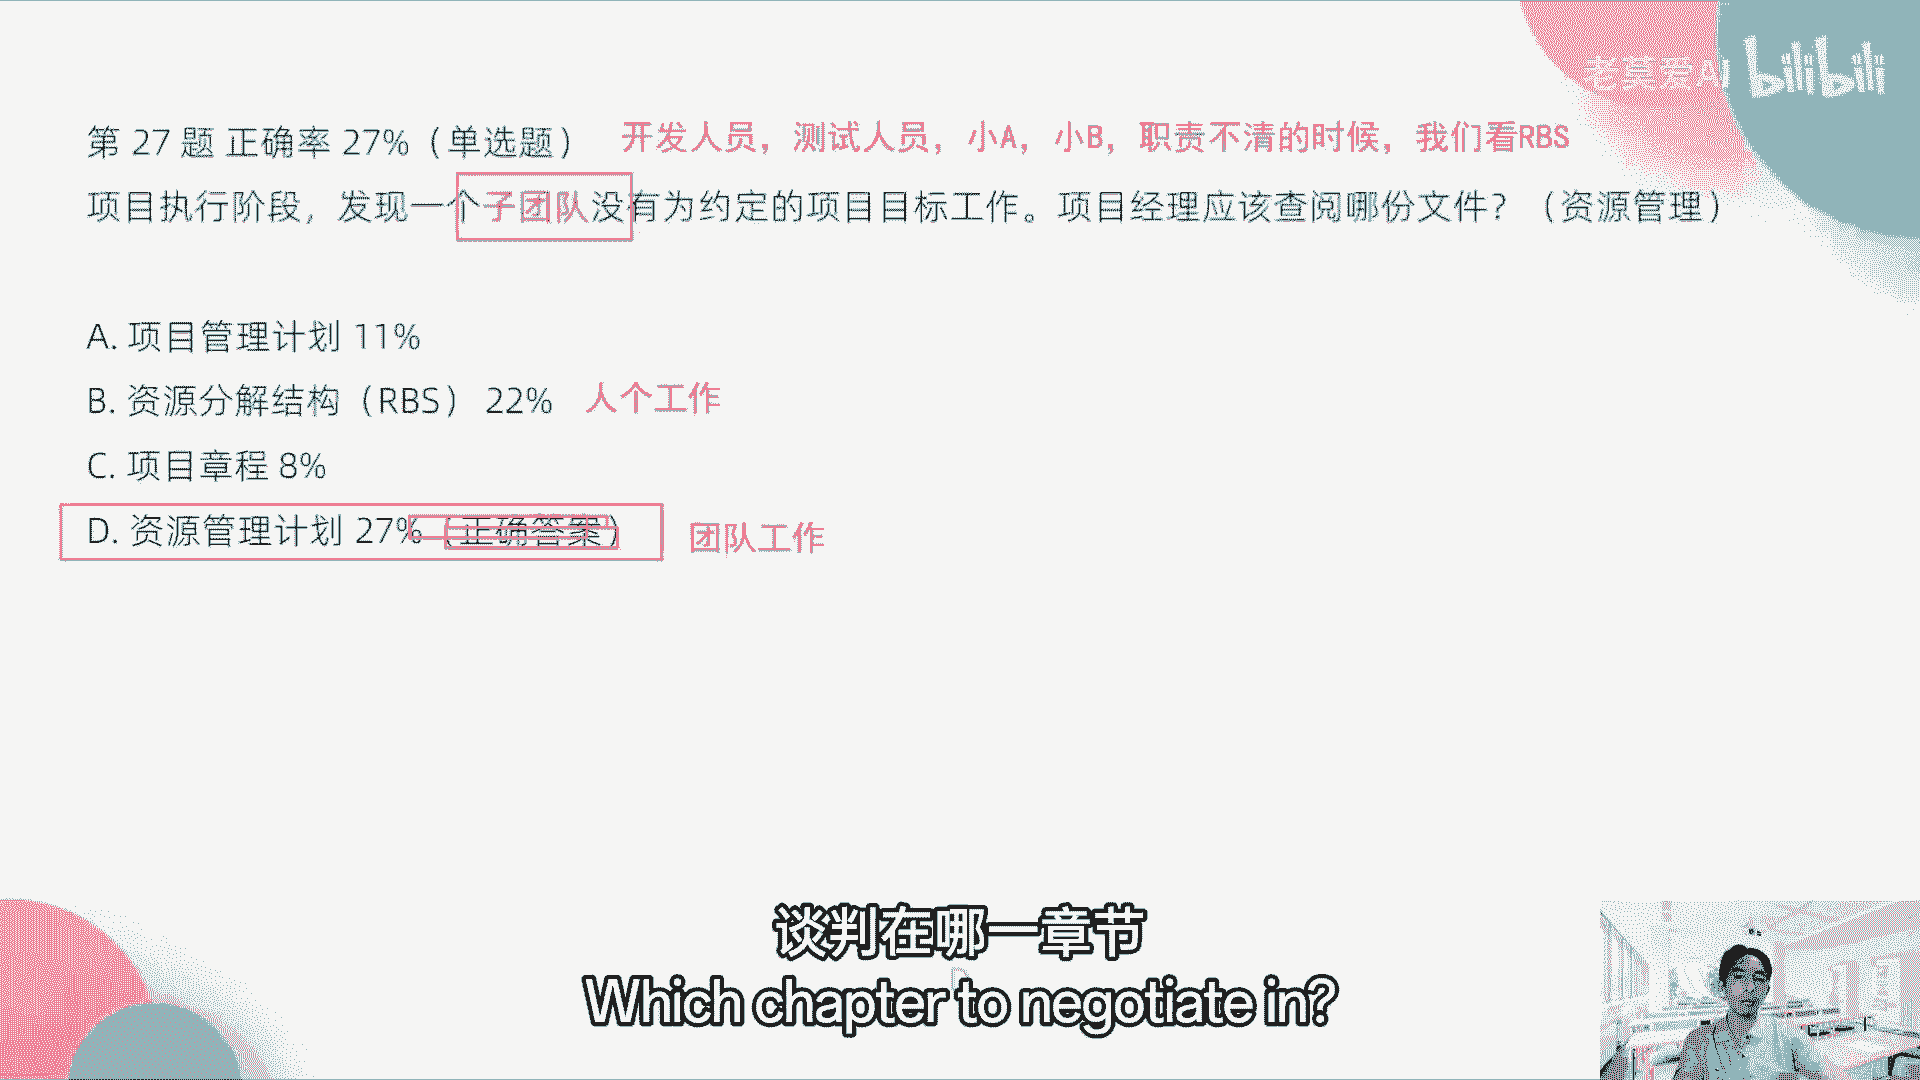 老莫爱AI bilibili
第 27 题 正确率 27%（单选题） 开发人员，测试人员，小A，小B，职责不清的时候，我们看RBS
项目执行阶段，发现一个子团队没有为约定的项目目标工作。项目经理应该查阅哪份文件？（资源管理）
A. 项目管理计划 11%
B. 资源分解结构（RBS） 22% 人个工作
C. 项目章程 8%
D. 资源管理计划 27%（正确答案） 团队工作
谈判在哪一章节
Which chapter to negotiate in?